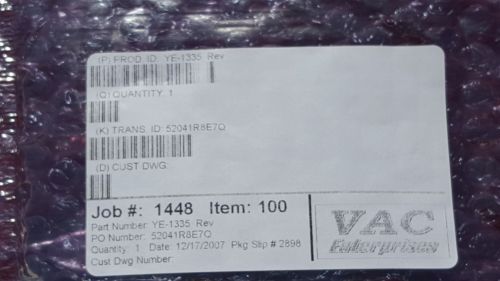 (P) PROD. ID: YE-1335 Rev
(Q) QUANTITY: 1
(K) TRANS. ID: 52041R8E7Q
(D) CUST DWG:
Job #: 1448 Item: 100
Part Number: YE-1335 Rev
PO Number: 52041R8E7Q
Quantity: 1 Date: 12/17/2007 Pkg Slip # 2898
Cust Dwg Number:
VAC
Enterprises